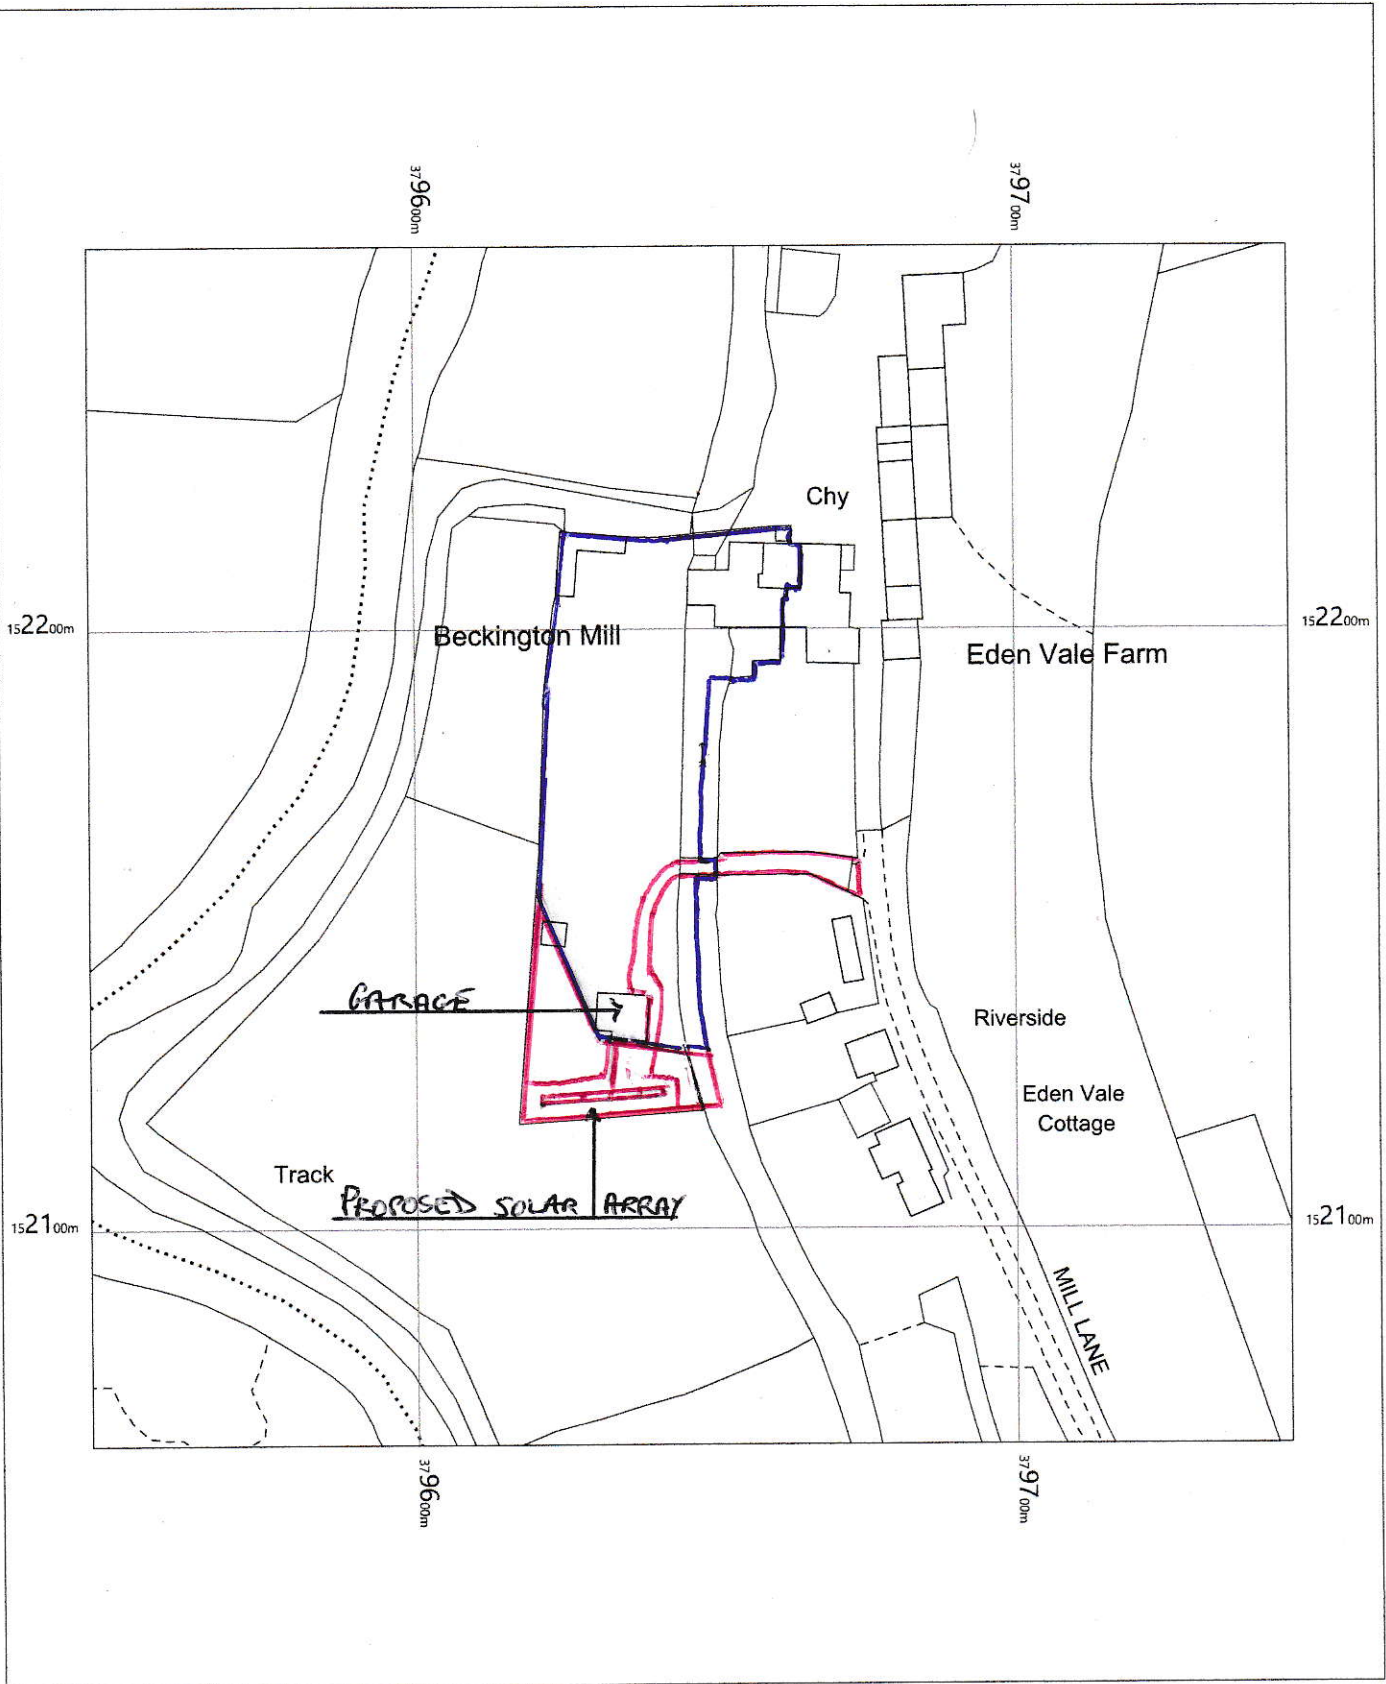 379600m
379700m
Chy
152200m
Beckington Mill
152200m
Eden Vale Farm
GARAGE
Riverside
Eden Vale
Cottage
Track
PROPOSED SOLAR ARRAY
152100m
152100m
MILL LANE
379600m
379700m